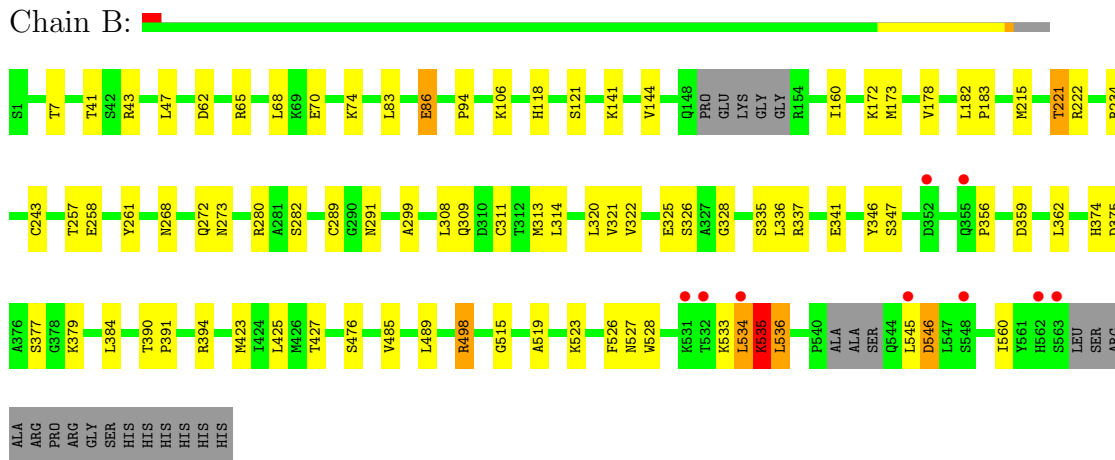 Chain B:
S1 T7 T41 S42 R43 L47 D62 R65 L68 K69 E70 K74 L83 E86 P94 K106 H118 S121 K141 V144 Q148 PRO GLU LYS GLY GLY R154 I160 K172 M173 V178 L182 P183 M215 T221 R222 R234
C243 T257 E258 Y261 N268 Q272 N273 R280 A281 S282 C289 G290 N291 A299 L308 Q309 D310 C311 T312 M313 L314 L320 V321 V322 E325 S326 A327 G328 S335 L336 R337 E341 Y346 S347 D352 Q355 P356 D359 L362 H374 D375
A376 S377 G378 K379 L384 T390 P391 R394 M423 I424 L425 M426 T427 S476 V485 L489 R498 G515 A519 K523 F526 N527 W528 K531 T532 K533 L534 K535 L536 P540 ALA ALA SER Q544 L545 D546 L547 S548 I560 Y561 H562 S563 LEU SER ARG
ALA ARG PRO ARG GLY SER HIS HIS HIS HIS HIS HIS